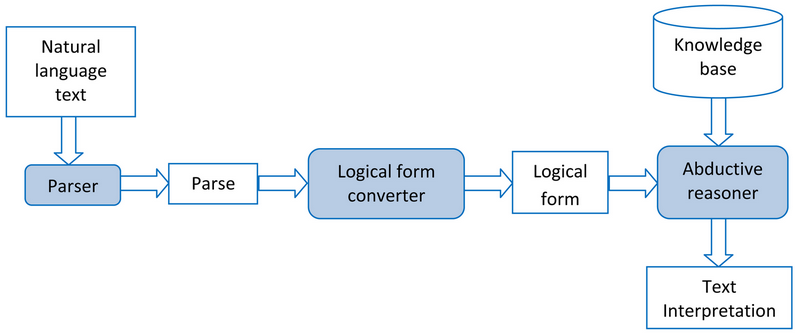 Natural
language
text
Parser
Parse
Logical form
converter
Logical
form
Knowledge
base
Abductive
reasoner
Text
Interpretation